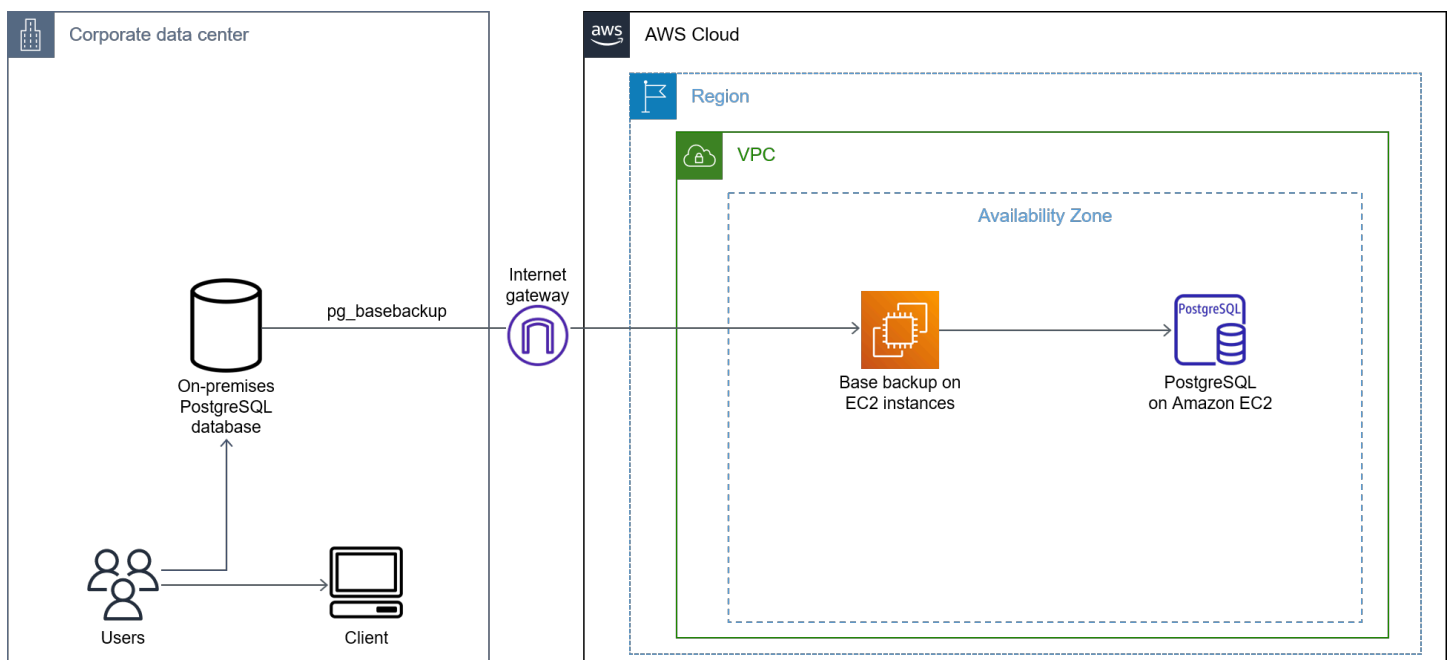 Corporate data center
aws
AWS Cloud
Region
VPC
Availability Zone
Internet
gateway
pg_basebackup
PostgreSQL
On-premises
PostgreSQL
database
Base backup on
EC2 instances
PostgreSQL
on Amazon EC2
Users
Client